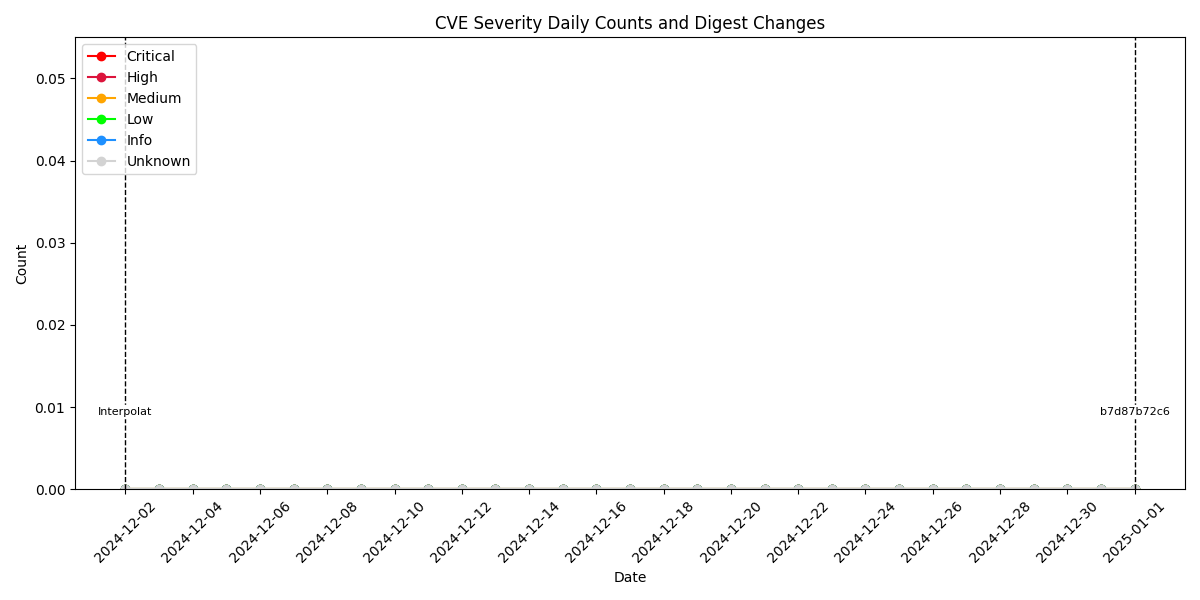 CVE Severity Daily Counts and Digest Changes
Critical
High
Medium
Low
Info
Unknown
Count
0.05
0.04
0.03
0.02
0.01
0.00
Interpolat
b7d87b72c6
2024-12-02
2024-12-04
2024-12-06
2024-12-08
2024-12-10
2024-12-12
2024-12-14
2024-12-16
2024-12-18
2024-12-20
2024-12-22
2024-12-24
2024-12-26
2024-12-28
2024-12-30
2025-01-01
Date